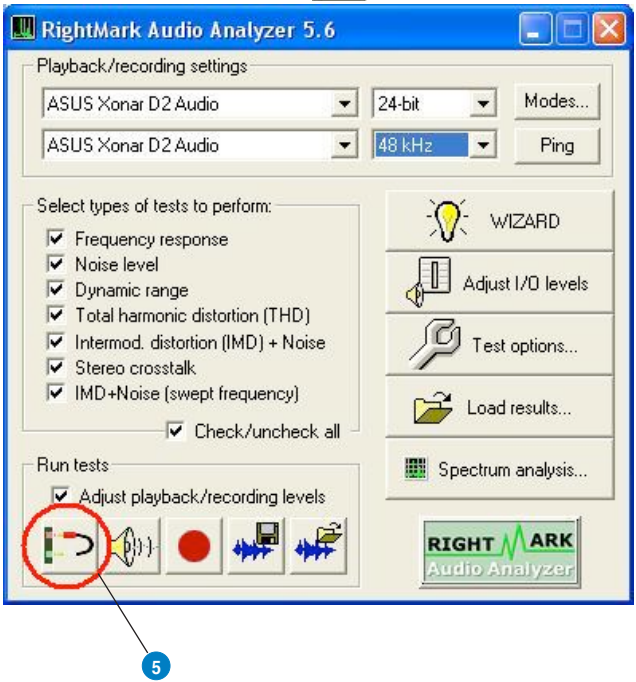 RightMark Audio Analyzer 5.6
Playback/recording settings
ASUS Xonar D2 Audio 24-bit Modes...
ASUS Xonar D2 Audio 48 kHz Ping
Select types of tests to perform:
Frequency response
Noise level
Dynamic range
Total harmonic distortion (THD)
Intermod. distortion (IMD) + Noise
Stereo crosstalk
IMD+Noise (swept frequency)
Check/uncheck all
WIZARD
Adjust I/O levels
Test options...
Load results...
Spectrum analysis...
Run tests
Adjust playback/recording levels
RIGHT MARK
Audio Analyzer
5